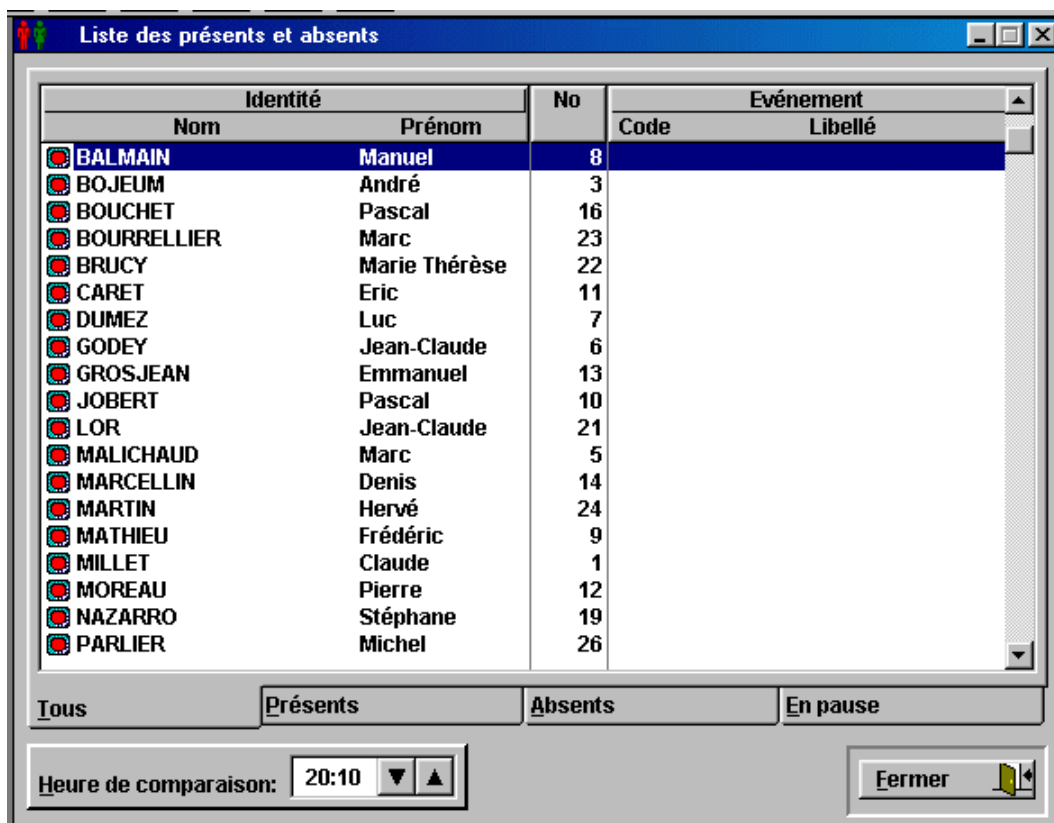 Liste des présents et absents
Identité No Evénement
Nom Prénom Code Libellé
BALMAIN Manuel 8
BOJEUM André 3
BOUCHET Pascal 16
BOURRELLIER Marc 23
BRUCY Marie Thérèse 22
CARET Eric 11
DUMEZ Luc 7
GODEY Jean-Claude 6
GROSJEAN Emmanuel 13
JOBERT Pascal 10
LOR Jean-Claude 21
MALICHAUD Marc 5
MARCELLIN Denis 14
MARTIN Hervé 24
MATHIEU Frédéric 9
MILLET Claude 1
MOREAU Pierre 12
NAZARRO Stéphane 19
PARLIER Michel 26
Tous Présents Absents En pause
Heure de comparaison: 20:10 Fermer